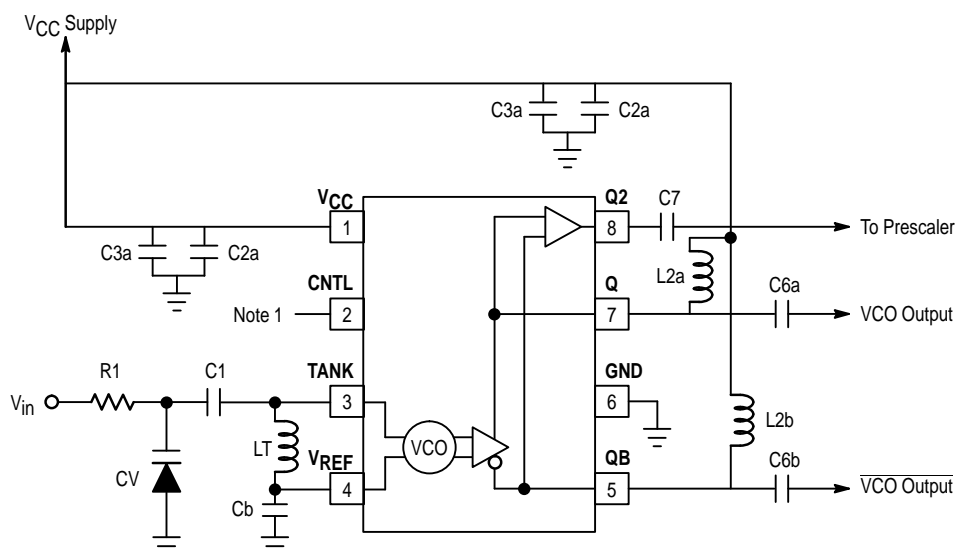 VCC Supply
C3a
C2a
VCC
1
C3a
C2a
Q2
8
C7
To Prescaler
L2a
CNTL
Note 1
2
Q
7
C6a
VCO Output
R1
C1
TANK
3
GND
6
Vin
LT
VCO
L2b
CV
VREF
4
Cb
QB
5
C6b
VCO Output